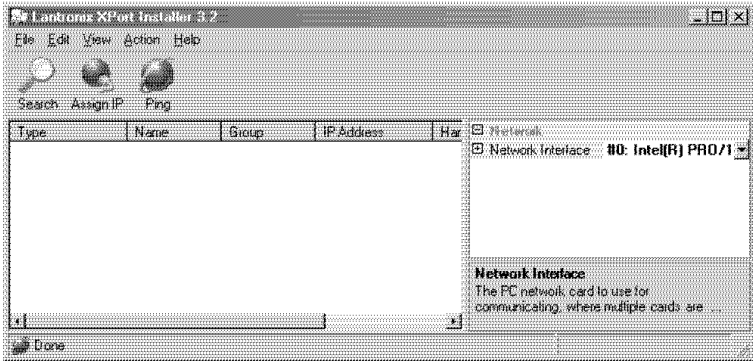 Lantronix XPort Installer 3.2
File Edit View Action Help
Search Assign IP Ping
Type Name Group IP Address Har
Network
Network Interface #0: Intel(R) PRO/1
Network Interface
The PC network card to use for
communicating, where multiple cards are ...
Done